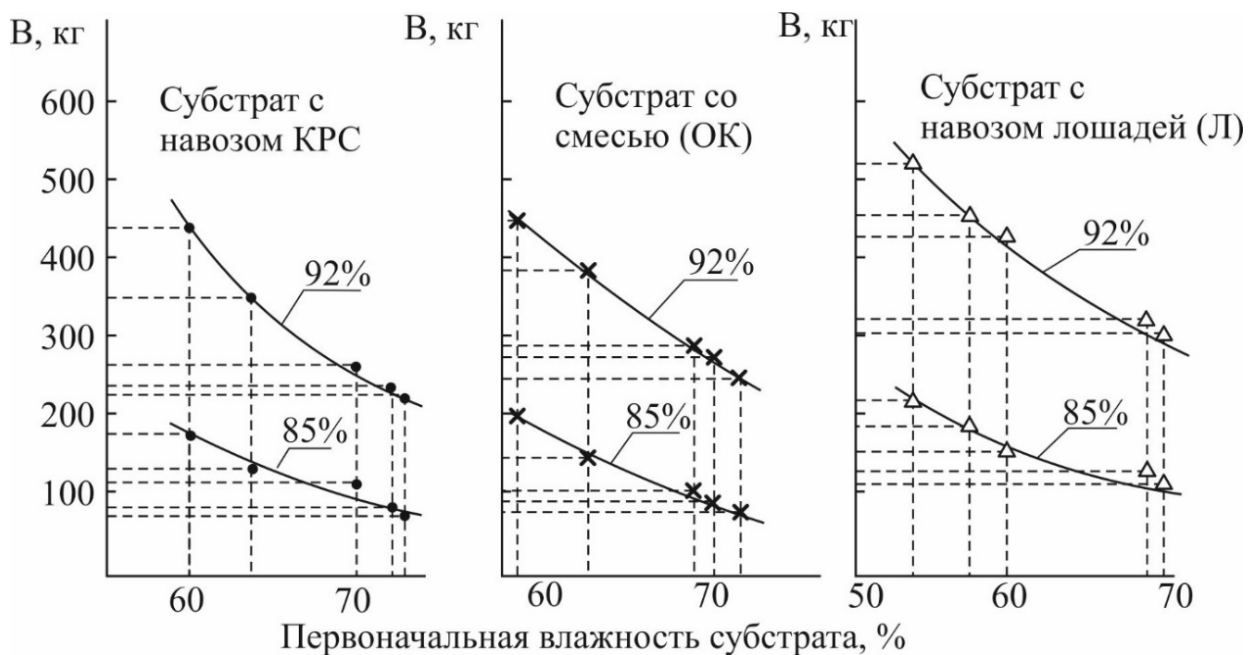 В, кг
600
500
400
300
200
100
Субстрат с
навозом КРС
92%
85%
60
70
В, кг
Субстрат со
смесью (ОК)
92%
85%
60
70
В, кг
Субстрат с
навозом лошадей (Л)
92%
85%
50
60
70
Первоначальная влажность субстрата, %